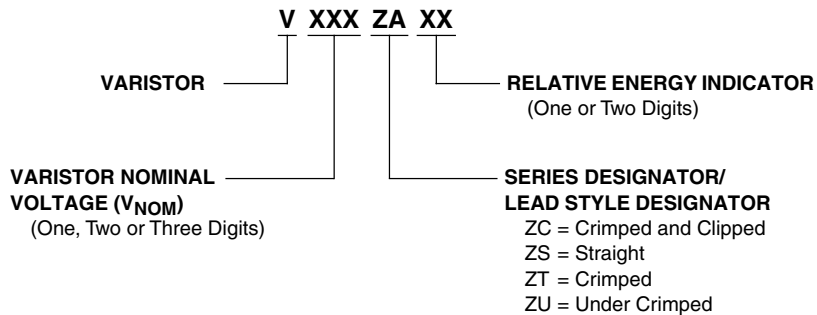 V XXX ZA XX
VARISTOR
RELATIVE ENERGY INDICATOR
(One or Two Digits)
VARISTOR NOMINAL
VOLTAGE (VNOM)
(One, Two or Three Digits)
SERIES DESIGNATOR/
LEAD STYLE DESIGNATOR
ZC = Crimped and Clipped
ZS = Straight
ZT = Crimped
ZU = Under Crimped